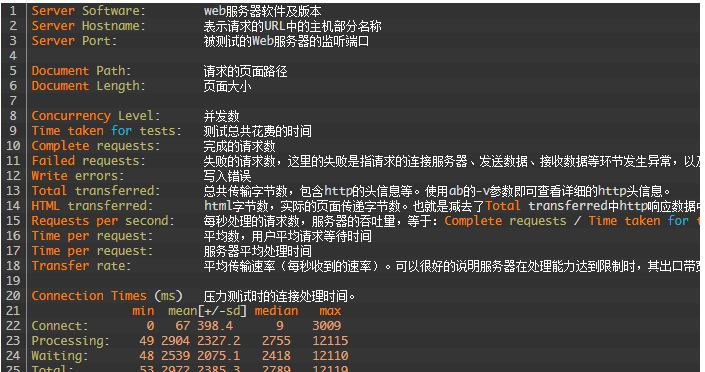 1 Server Software: web服务器软件及版本
2 Server Hostname: 表示请求的URL中的主机部分名称
3 Server Port: 被测试的Web服务器的监听端口
4
5 Document Path: 请求的页面路径
6 Document Length: 页面大小
7
8 Concurrency Level: 并发数
9 Time taken for tests: 测试总共花费的时间
10 Complete requests: 完成的请求数
11 Failed requests: 失败的请求数，这里的失败是指请求的连接服务器、发送数据、接收数据等环节发生异常，以及
12 Write errors: 写入错误
13 Total transferred: 总共传输字节数，包含http的头信息等。使用ab的-v参数即可查看详细的http头信息。
14 HTML transferred: html字节数，实际的页面传递字节数。也就是减去了Total transferred中http响应数据中
15 Requests per second: 每秒处理的请求数，服务器的吞吐量，等于：Complete requests / Time taken for t
16 Time per request: 平均数，用户平均请求等待时间
17 Time per request: 服务器平均处理时间
18 Transfer rate: 平均传输速率（每秒收到的速率）。可以很好的说明服务器在处理能力达到限制时，其出口带宽
19
20 Connection Times (ms) 压力测试时的连接处理时间。
21 min mean[+/-sd] median max
22 Connect: 0 67 398.4 9 3009
23 Processing: 49 2904 2327.2 2755 12115
24 Waiting: 48 2539 2075.1 2418 12110
25 Total: 53 2972 2385.3 2789 12119